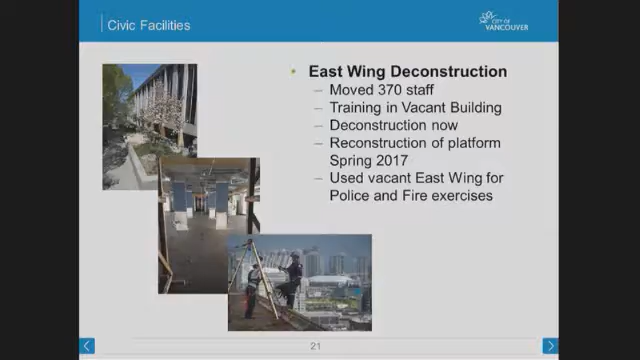 Civic Facilities
CITY OF
VANCOUVER
• East Wing Deconstruction
– Moved 370 staff
– Training in Vacant Building
– Deconstruction now
– Reconstruction of platform
Spring 2017
– Used vacant East Wing for
Police and Fire exercises
21